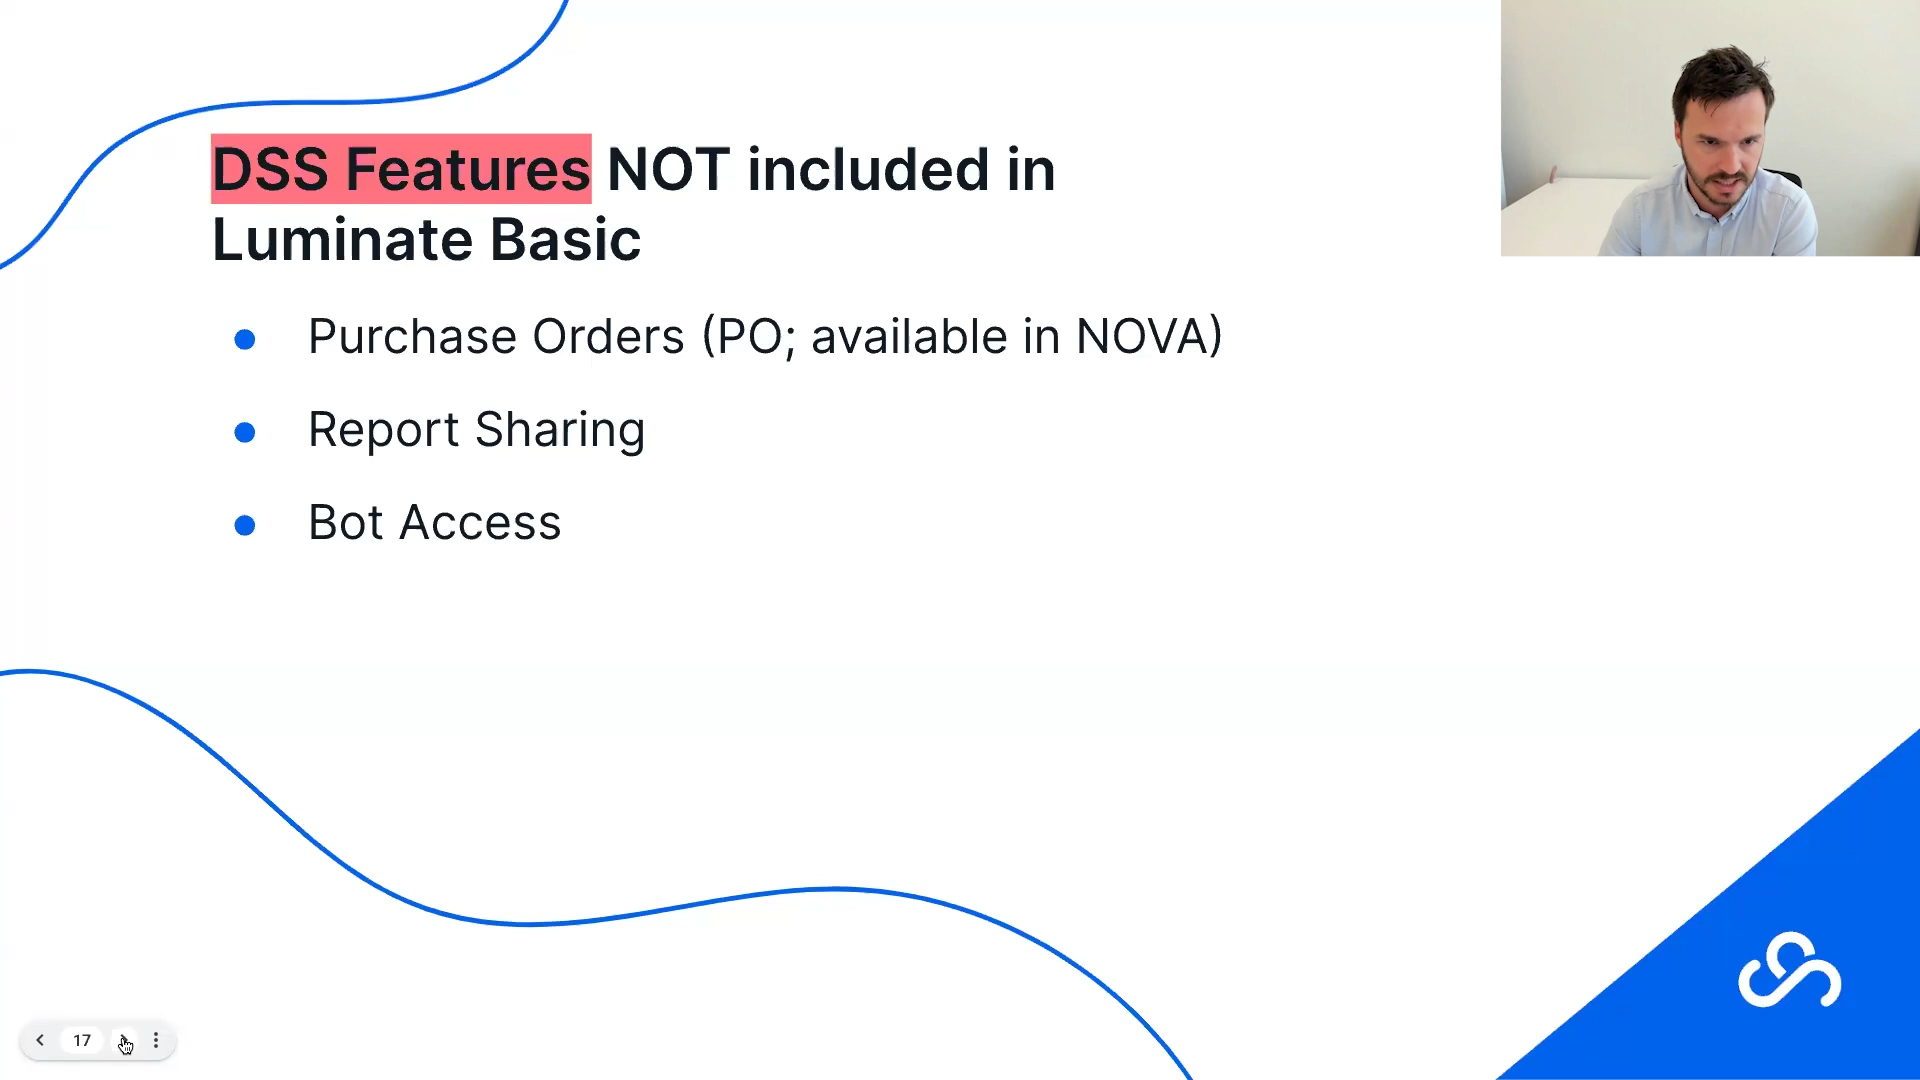 DSS Features NOT included in
Luminate Basic
● Purchase Orders (PO; available in NOVA)
● Report Sharing
● Bot Access
17